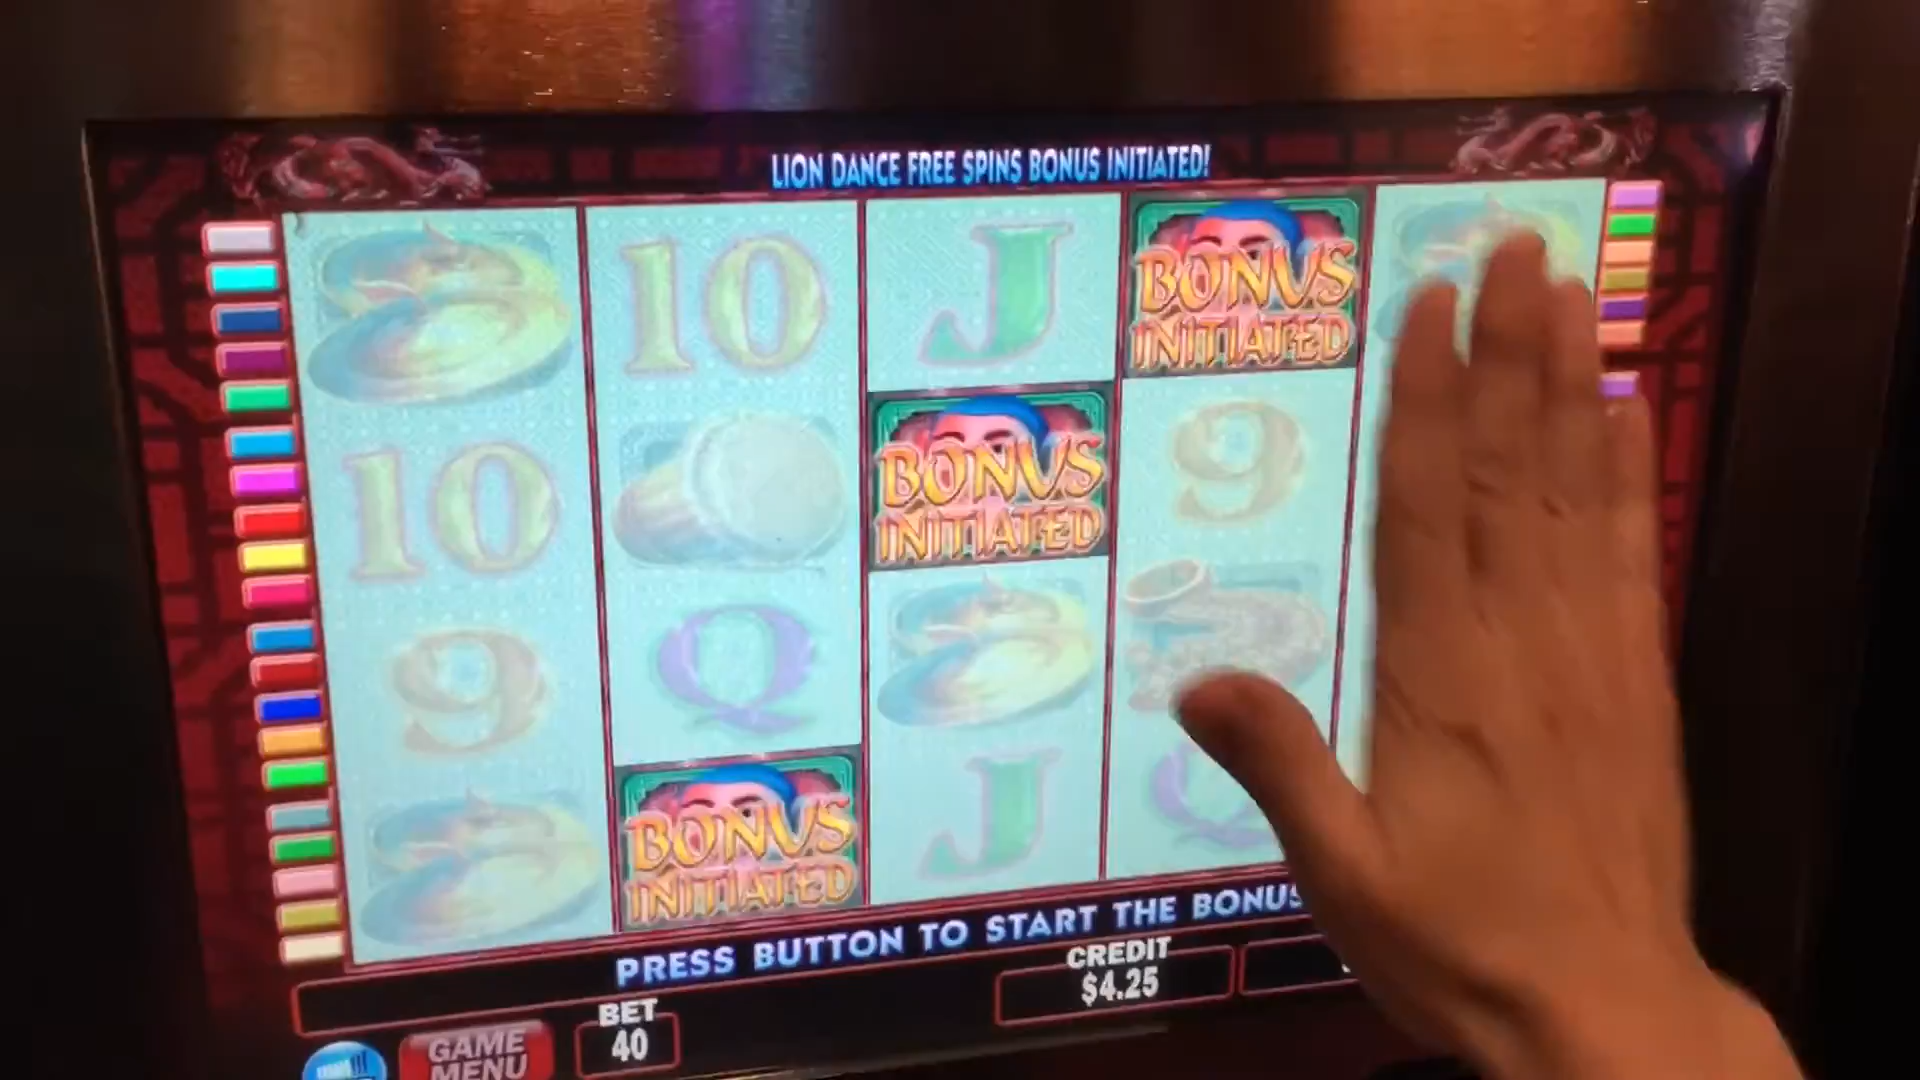 LION DANCE FREE SPINS BONUS INITIATED!
10
J
BONUS
INITIATED
10
BONUS
INITIATED
9
9
Q
J
Q
BONUS
INITIATED
PRESS BUTTON TO START THE BONUS
CREDIT
$4.25
BET
40
GAME
MENU